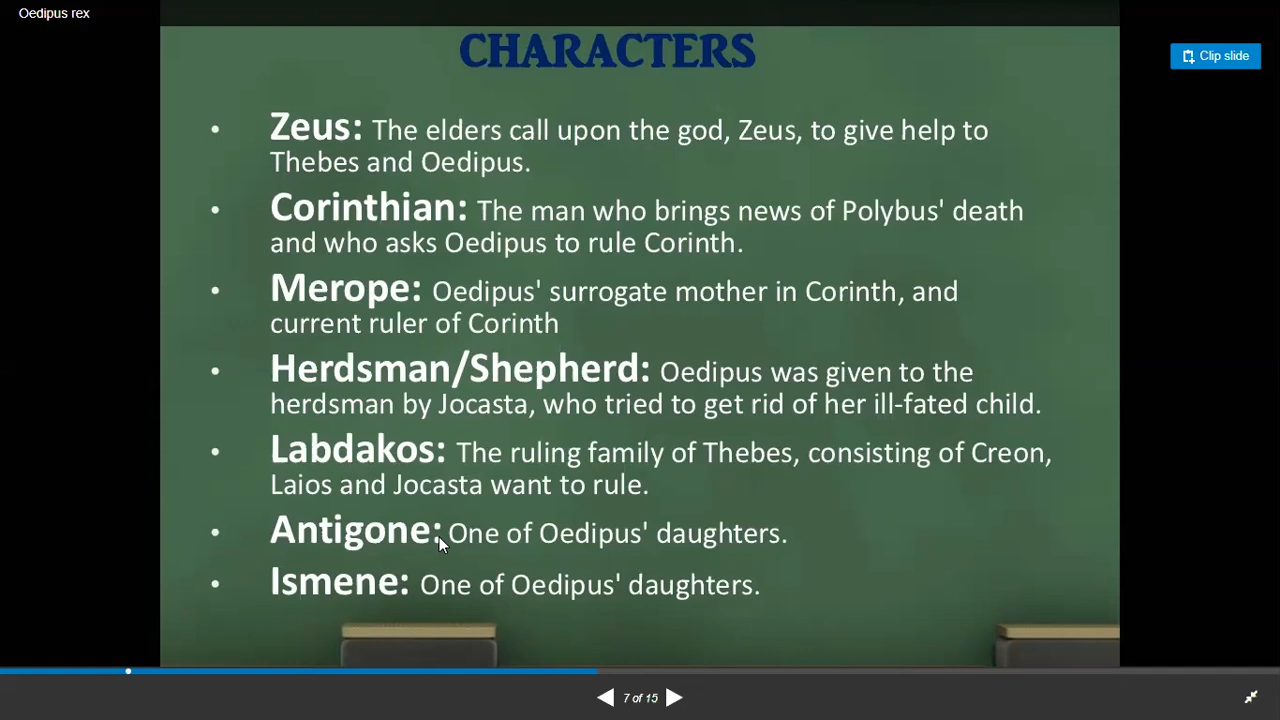 Oedipus rex
CHARACTERS
Clip slide
• Zeus: The elders call upon the god, Zeus, to give help to
Thebes and Oedipus.
• Corinthian: The man who brings news of Polybus' death
and who asks Oedipus to rule Corinth.
• Merope: Oedipus' surrogate mother in Corinth, and
current ruler of Corinth
• Herdsman/Shepherd: Oedipus was given to the
herdsman by Jocasta, who tried to get rid of her ill-fated child.
• Labdakos: The ruling family of Thebes, consisting of Creon,
Laios and Jocasta want to rule.
• Antigone: One of Oedipus' daughters.
• Ismene: One of Oedipus' daughters.
7 of 15